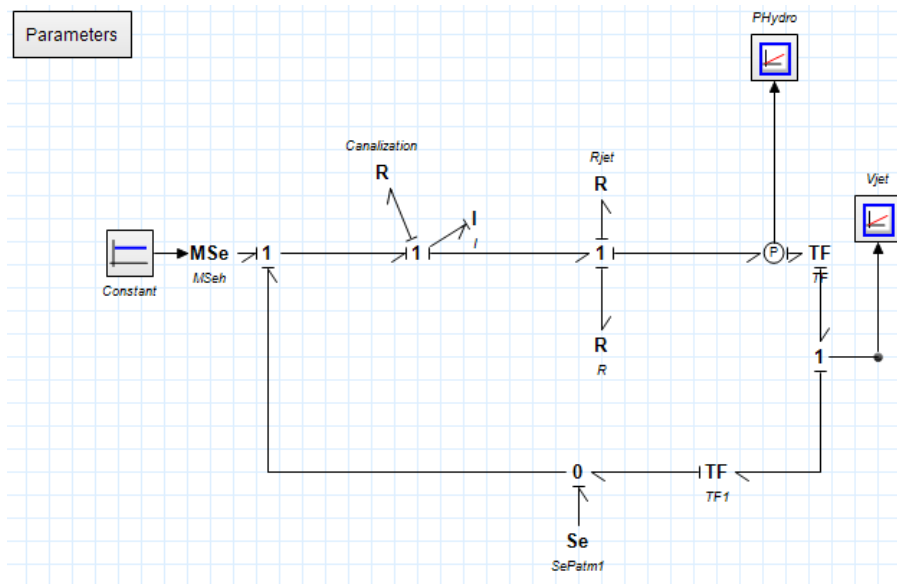 Parameters
PHydro
Canalization
R
Rjet
R
Vjet
I
I
MSe
1
1
1
P
TF
TF
Constant
MSeh
R
R
1
0
TF
TF1
Se
SePatm1